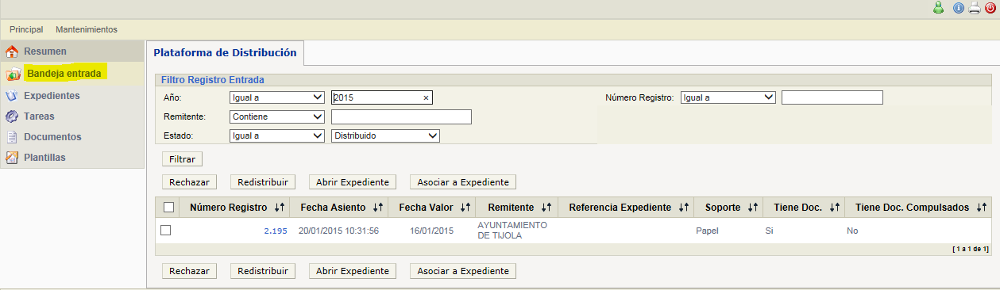 Principal Mantenimientos
Resumen
Bandeja entrada
Expedientes
Tareas
Documentos
Plantillas
Plataforma de Distribución
Filtro Registro Entrada
Año: Igual a 2015 × Número Registro: Igual a
Remitente: Contiene
Estado: Igual a Distribuido
Filtrar
Rechazar Redistribuir Abrir Expediente Asociar a Expediente
Número Registro Fecha Asiento Fecha Valor Remitente Referencia Expediente Soporte Tiene Doc. Tiene Doc. Compulsados
2.195 20/01/2015 10:31:56 16/01/2015 AYUNTAMIENTO DE TIJOLA Papel Si No
[ 1 a 1 de 1]
Rechazar Redistribuir Abrir Expediente Asociar a Expediente